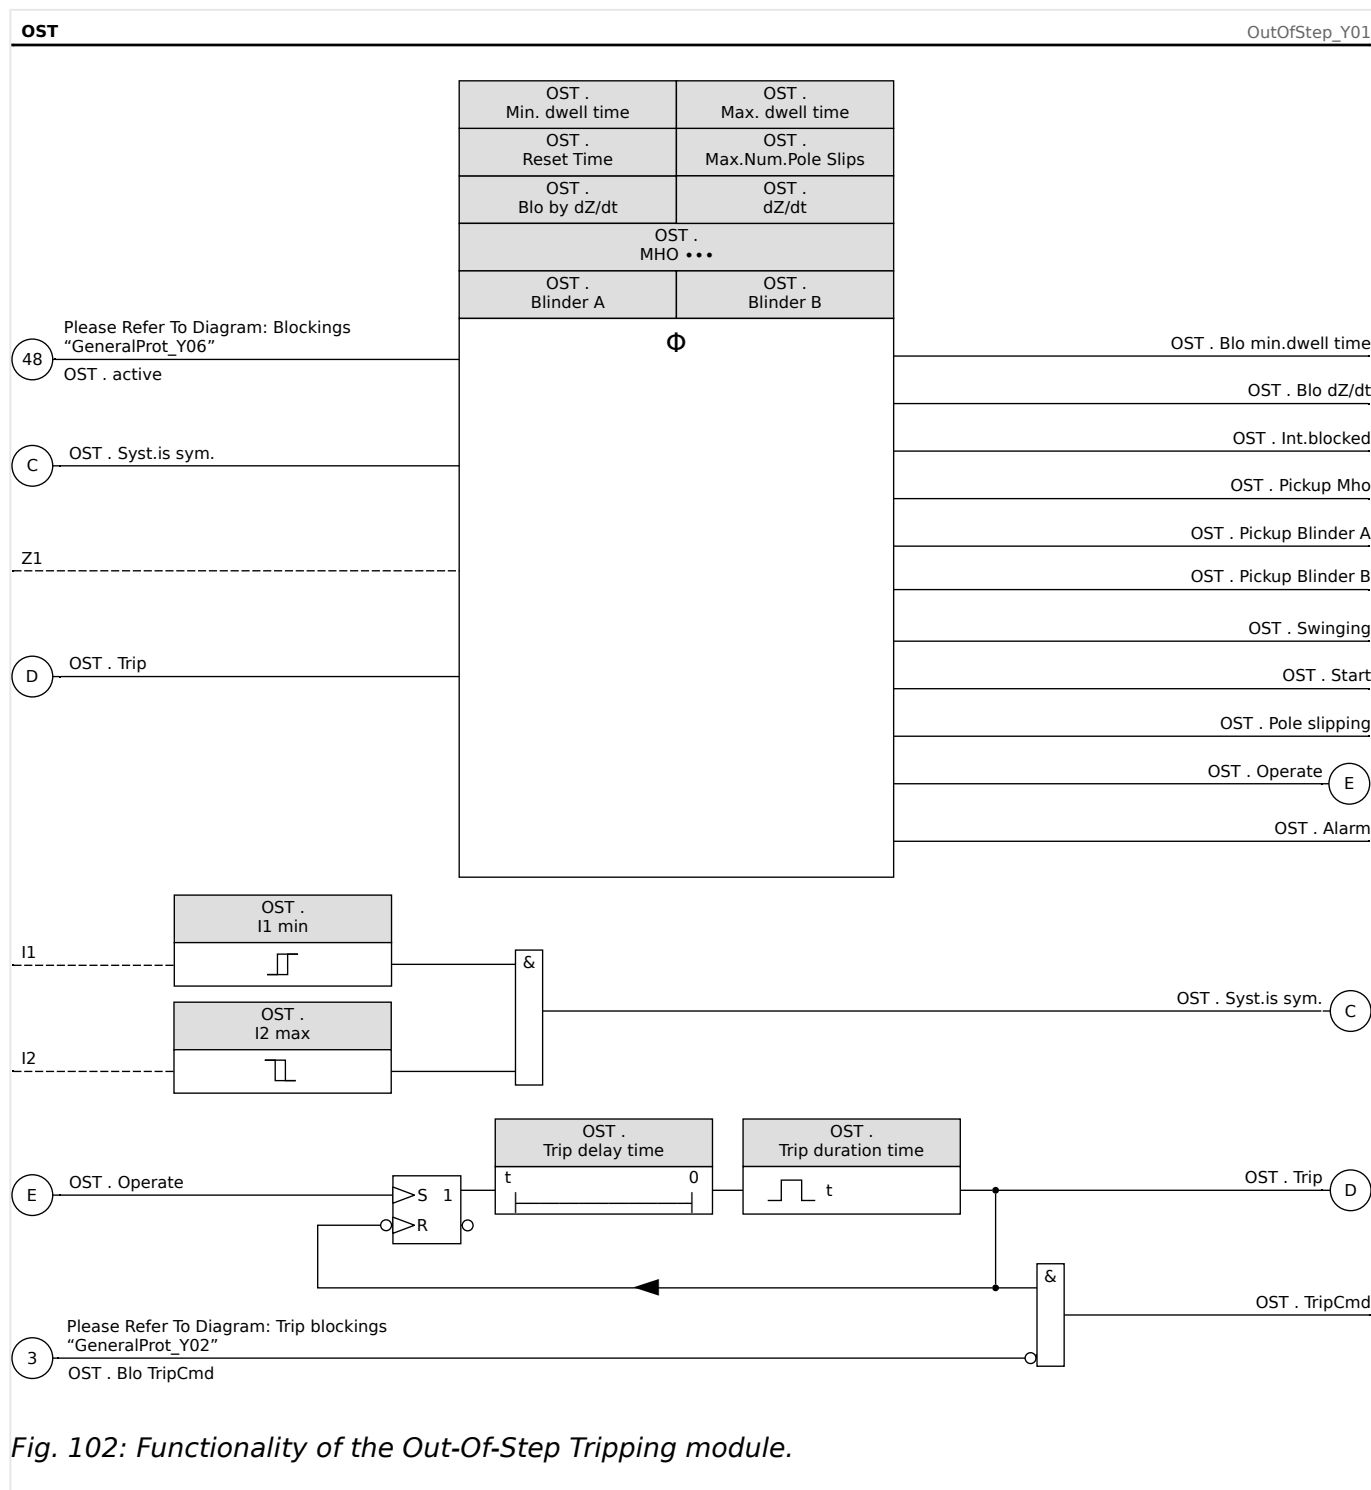 OST
OutOfStep_Y01
OST .
Min. dwell time
OST .
Max. dwell time
OST .
Reset Time
OST .
Max.Num.Pole Slips
OST .
Blo by dZ/dt
OST .
dZ/dt
OST .
MHO •••
OST .
Blinder A
OST .
Blinder B
Φ
Please Refer To Diagram: Blockings
“GeneralProt_Y06”
48
OST . active
C
OST . Syst.is sym.
Z1
D
OST . Trip
OST . Blo min.dwell time
OST . Blo dZ/dt
OST . Int.blocked
OST . Pickup Mho
OST . Pickup Blinder A
OST . Pickup Blinder B
OST . Swinging
OST . Start
OST . Pole slipping
OST . Operate
E
OST . Alarm
OST .
I1 min
I1
&
OST . Syst.is sym.
C
OST .
I2 max
I2
OST .
Trip delay time
OST .
Trip duration time
E
OST . Operate
S 1
R
t 0
t
OST . Trip
D
&
OST . TripCmd
Please Refer To Diagram: Trip blockings
“GeneralProt_Y02”
3
OST . Blo TripCmd
Fig. 102: Functionality of the Out-Of-Step Tripping module.